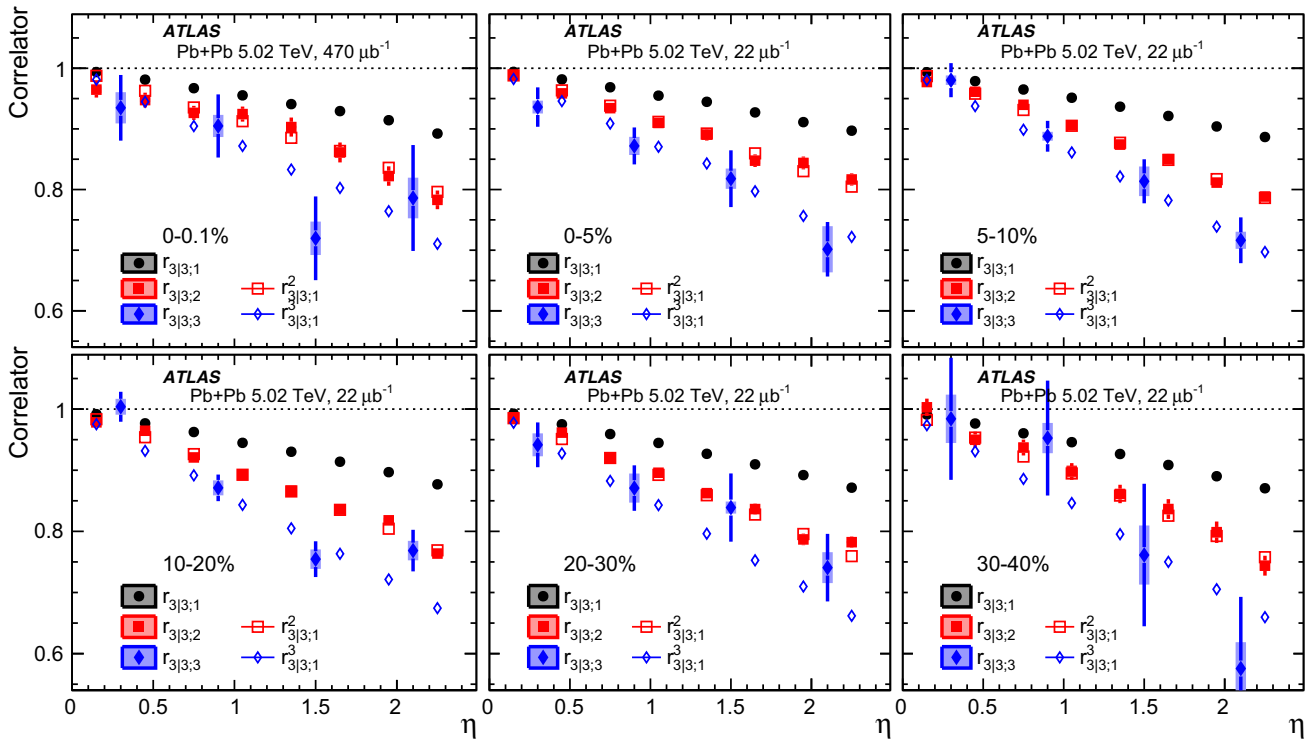 Correlator
ATLAS
Pb+Pb 5.02 TeV, 470 μb⁻¹
1
0.8
0.6
0-0.1%
r₃|₃;₁
r₃|₃;₂ r²₃|₃;₁
r₃|₃;₃ r³₃|₃;₁
ATLAS
Pb+Pb 5.02 TeV, 22 μb⁻¹
0-5%
r₃|₃;₁
r₃|₃;₂ r²₃|₃;₁
r₃|₃;₃ r³₃|₃;₁
ATLAS
Pb+Pb 5.02 TeV, 22 μb⁻¹
5-10%
r₃|₃;₁
r₃|₃;₂ r²₃|₃;₁
r₃|₃;₃ r³₃|₃;₁
Correlator
ATLAS
Pb+Pb 5.02 TeV, 22 μb⁻¹
1
0.8
0.6
10-20%
r₃|₃;₁
r₃|₃;₂ r²₃|₃;₁
r₃|₃;₃ r³₃|₃;₁
0 0.5 1 1.5 2
η
ATLAS
Pb+Pb 5.02 TeV, 22 μb⁻¹
20-30%
r₃|₃;₁
r₃|₃;₂ r²₃|₃;₁
r₃|₃;₃ r³₃|₃;₁
0 0.5 1 1.5 2
η
ATLAS
Pb+Pb 5.02 TeV, 22 μb⁻¹
30-40%
r₃|₃;₁
r₃|₃;₂ r²₃|₃;₁
r₃|₃;₃ r³₃|₃;₁
0 0.5 1 1.5 2
η